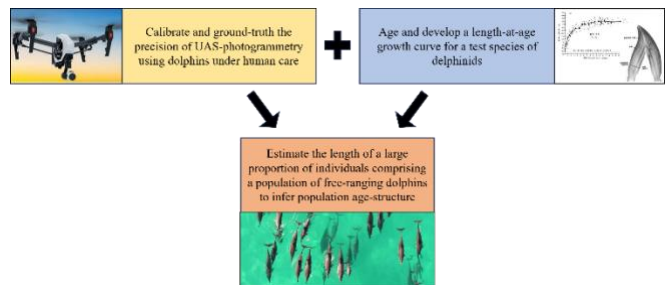 Calibrate and ground-truth the
precision of UAS-photogrammetry
using dolphins under human care
Age and develop a length-at-age
growth curve for a test species of
delphinids
Estimate the length of a large
proportion of individuals comprising
a population of free-ranging dolphins
to infer population age-structure